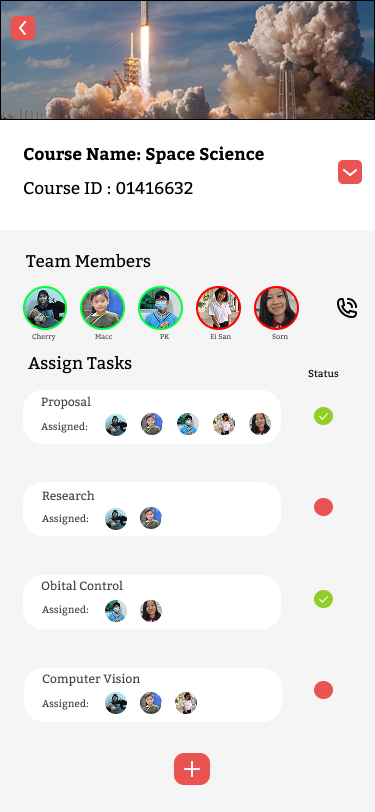 Course Name: Space Science
Course ID : 01416632
Team Members
Cherry Macc PK Ei San Sorn
Assign Tasks
Status
Proposal
Assigned:
Research
Assigned:
Obital Control
Assigned:
Computer Vision
Assigned: